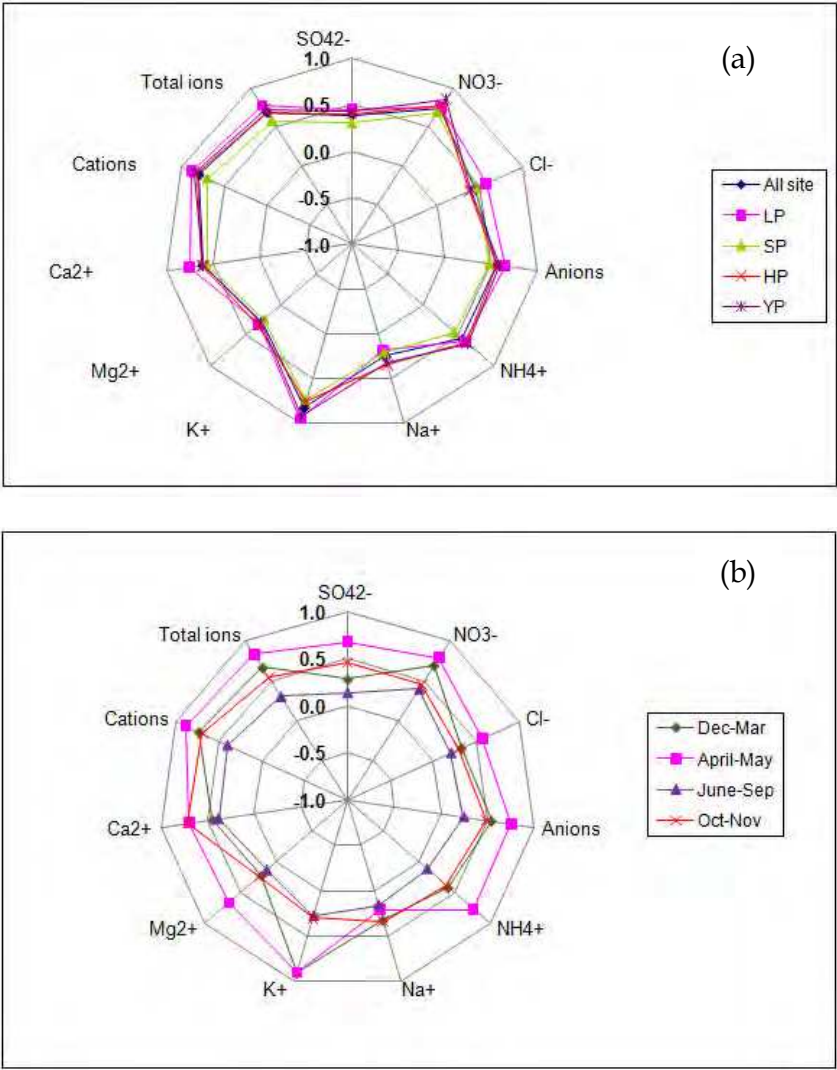 (a)
SO42-
1.0
NO3-
Total ions
0.5
Cations
Cl-
0.0
-0.5
-1.0
Ca2+
Anions
Mg2+
NH4+
K+
Na+
All site
LP
SP
HP
YP
(b)
SO42-
1.0
NO3-
Total ions
0.5
Cations
Cl-
0.0
-0.5
-1.0
Ca2+
Anions
Mg2+
NH4+
K+
Na+
Dec-Mar
April-May
June-Sep
Oct-Nov